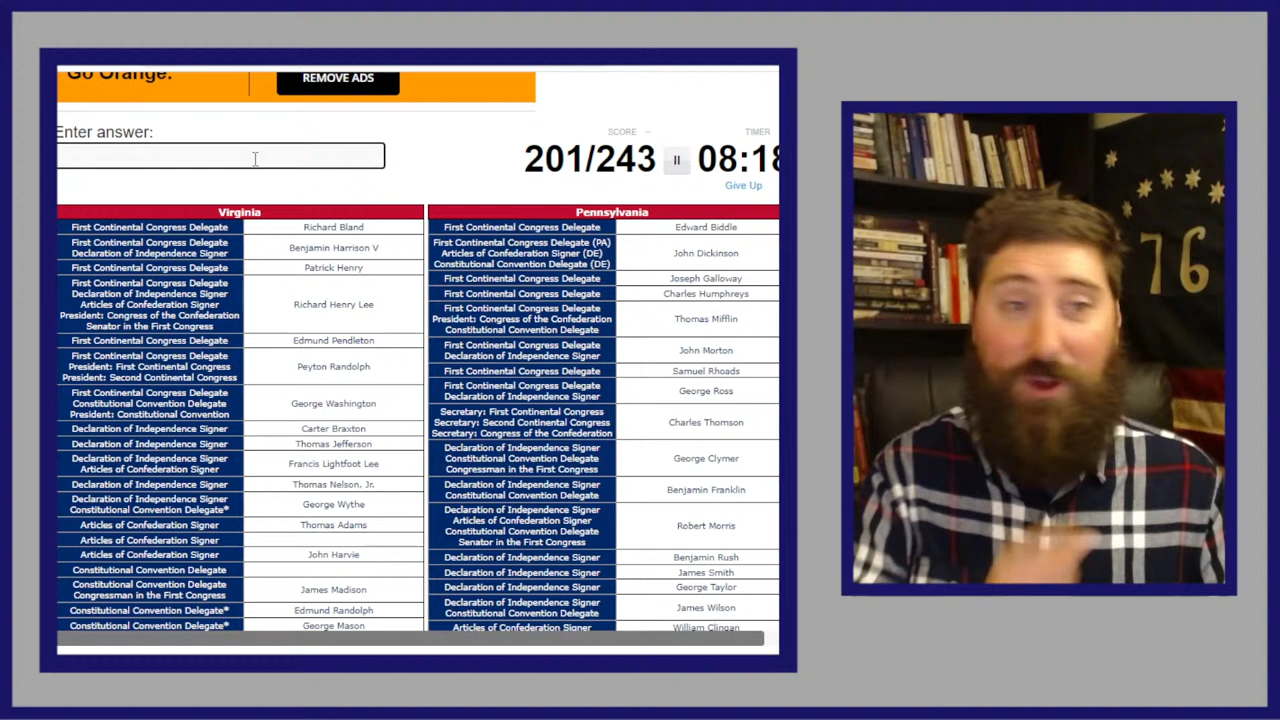 Go Orange.
REMOVE ADS
Enter answer:
SCORE
TIMER
201/243
08:18
Give Up
Virginia
First Continental Congress Delegate
Richard Bland
First Continental Congress Delegate
Declaration of Independence Signer
Benjamin Harrison V
First Continental Congress Delegate
Patrick Henry
First Continental Congress Delegate
Declaration of Independence Signer
Articles of Confederation Signer
President: Congress of the Confederation
Senator in the First Congress
Richard Henry Lee
First Continental Congress Delegate
Edmund Pendleton
First Continental Congress Delegate
President: First Continental Congress
President: Second Continental Congress
Peyton Randolph
First Continental Congress Delegate
Constitutional Convention Delegate
President: Constitutional Convention
George Washington
Declaration of Independence Signer
Carter Braxton
Declaration of Independence Signer
Thomas Jefferson
Declaration of Independence Signer
Articles of Confederation Signer
Francis Lightfoot Lee
Declaration of Independence Signer
Thomas Nelson, Jr.
Declaration of Independence Signer
Constitutional Convention Delegate*
George Wythe
Articles of Confederation Signer
Thomas Adams
Articles of Confederation Signer
Articles of Confederation Signer
John Harvie
Constitutional Convention Delegate
Constitutional Convention Delegate
Congressman in the First Congress
James Madison
Constitutional Convention Delegate*
Edmund Randolph
Constitutional Convention Delegate*
George Mason
Pennsylvania
First Continental Congress Delegate
Edward Biddle
First Continental Congress Delegate (PA)
Articles of Confederation Signer (DE)
Constitutional Convention Delegate (DE)
John Dickinson
First Continental Congress Delegate
Joseph Galloway
First Continental Congress Delegate
Charles Humphreys
First Continental Congress Delegate
President: Congress of the Confederation
Constitutional Convention Delegate
Thomas Mifflin
First Continental Congress Delegate
Declaration of Independence Signer
John Morton
First Continental Congress Delegate
Samuel Rhoads
First Continental Congress Delegate
Declaration of Independence Signer
George Ross
Secretary: First Continental Congress
Secretary: Second Continental Congress
Secretary: Congress of the Confederation
Charles Thomson
Declaration of Independence Signer
Constitutional Convention Delegate
Congressman in the First Congress
George Clymer
Declaration of Independence Signer
Constitutional Convention Delegate
Benjamin Franklin
Declaration of Independence Signer
Articles of Confederation Signer
Constitutional Convention Delegate
Senator in the First Congress
Robert Morris
Declaration of Independence Signer
Benjamin Rush
Declaration of Independence Signer
James Smith
Declaration of Independence Signer
George Taylor
Declaration of Independence Signer
Constitutional Convention Delegate
James Wilson
Articles of Confederation Signer
William Clingan
76